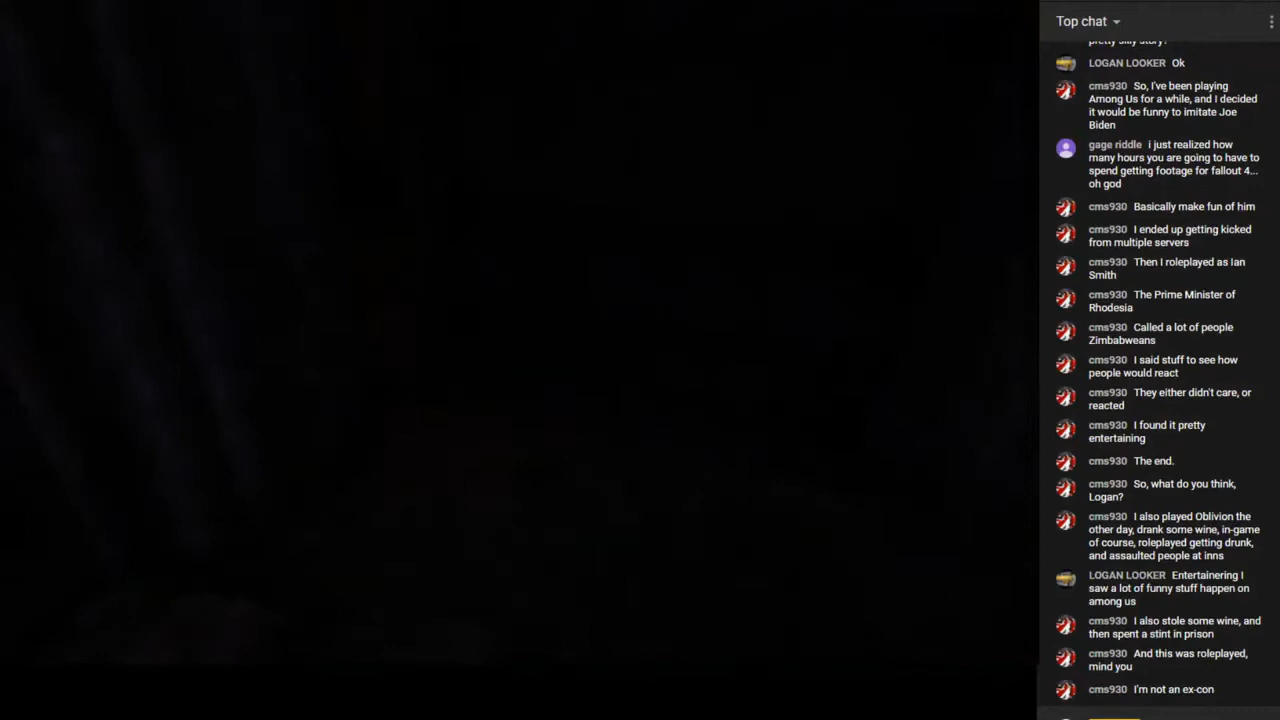 Top chat
pretty silly story?
LOGAN LOOKER Ok
cms930 So, I've been playing
Among Us for a while, and I decided
it would be funny to imitate Joe
Biden
gage riddle i just realized how
many hours you are going to have to
spend getting footage for fallout 4...
oh god
cms930 Basically make fun of him
cms930 I ended up getting kicked
from multiple servers
cms930 Then I roleplayed as Ian
Smith
cms930 The Prime Minister of
Rhodesia
cms930 Called a lot of people
Zimbabweans
cms930 I said stuff to see how
people would react
cms930 They either didn't care, or
reacted
cms930 I found it pretty
entertaining
cms930 The end.
cms930 So, what do you think,
Logan?
cms930 I also played Oblivion the
other day, drank some wine, in-game
of course, roleplayed getting drunk,
and assaulted people at inns
LOGAN LOOKER Entertainering I
saw a lot of funny stuff happen on
among us
cms930 I also stole some wine, and
then spent a stint in prison
cms930 And this was roleplayed,
mind you
cms930 I'm not an ex-con